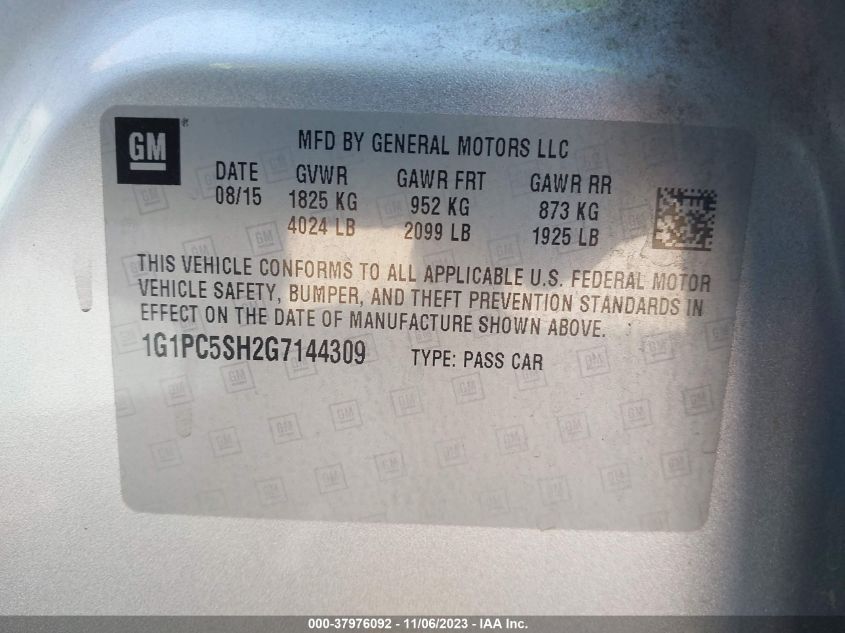 GM ® MFD BY GENERAL MOTORS LLC
DATE GVWR GAWR FRT GAWR RR
08/15 1825 KG 952 KG 873 KG
4024 LB 2099 LB 1925 LB
THIS VEHICLE CONFORMS TO ALL APPLICABLE U.S. FEDERAL MOTOR
VEHICLE SAFETY, BUMPER, AND THEFT PREVENTION STANDARDS IN
EFFECT ON THE DATE OF MANUFACTURE SHOWN ABOVE.
1G1PC5SH2G7144309 TYPE: PASS CAR
000-37976092 - 11/06/2023 - IAA Inc.